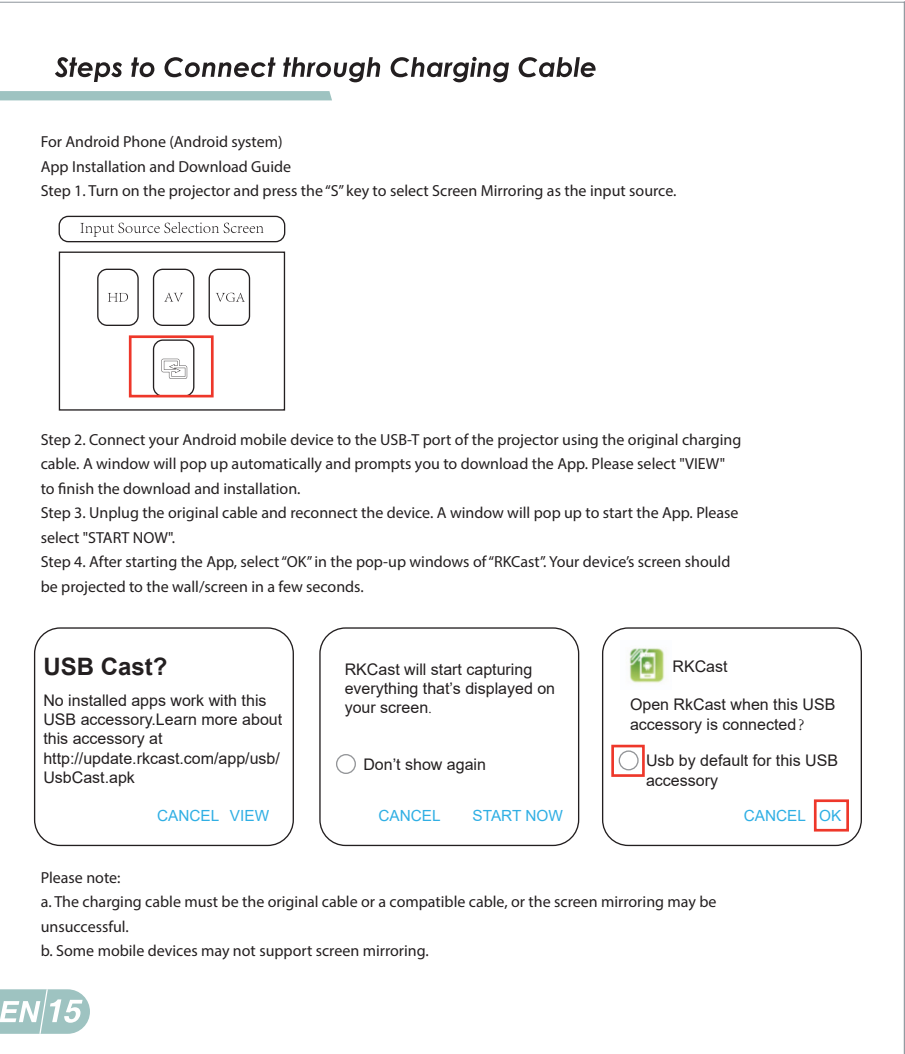 Steps to Connect through Charging Cable
For Android Phone (Android system)
App Installation and Download Guide
Step 1. Turn on the projector and press the “S” key to select Screen Mirroring as the input source.
Input Source Selection Screen
HD
AV
VGA
Step 2. Connect your Android mobile device to the USB-T port of the projector using the original charging
cable. A window will pop up automatically and prompts you to download the App. Please select "VIEW"
to finish the download and installation.
Step 3. Unplug the original cable and reconnect the device. A window will pop up to start the App. Please
select "START NOW".
Step 4. After starting the App, select “OK” in the pop-up windows of “RKCast”. Your device’s screen should
be projected to the wall/screen in a few seconds.
USB Cast?
No installed apps work with this
USB accessory.Learn more about
this accessory at
http://update.rkcast.com/app/usb/
UsbCast.apk
CANCEL VIEW
RKCast will start capturing
everything that’s displayed on
your screen.
Don’t show again
CANCEL START NOW
RKCast
Open RkCast when this USB
accessory is connected?
Usb by default for this USB
accessory
CANCEL OK
Please note:
a. The charging cable must be the original cable or a compatible cable, or the screen mirroring may be
unsuccessful.
b. Some mobile devices may not support screen mirroring.
EN/15